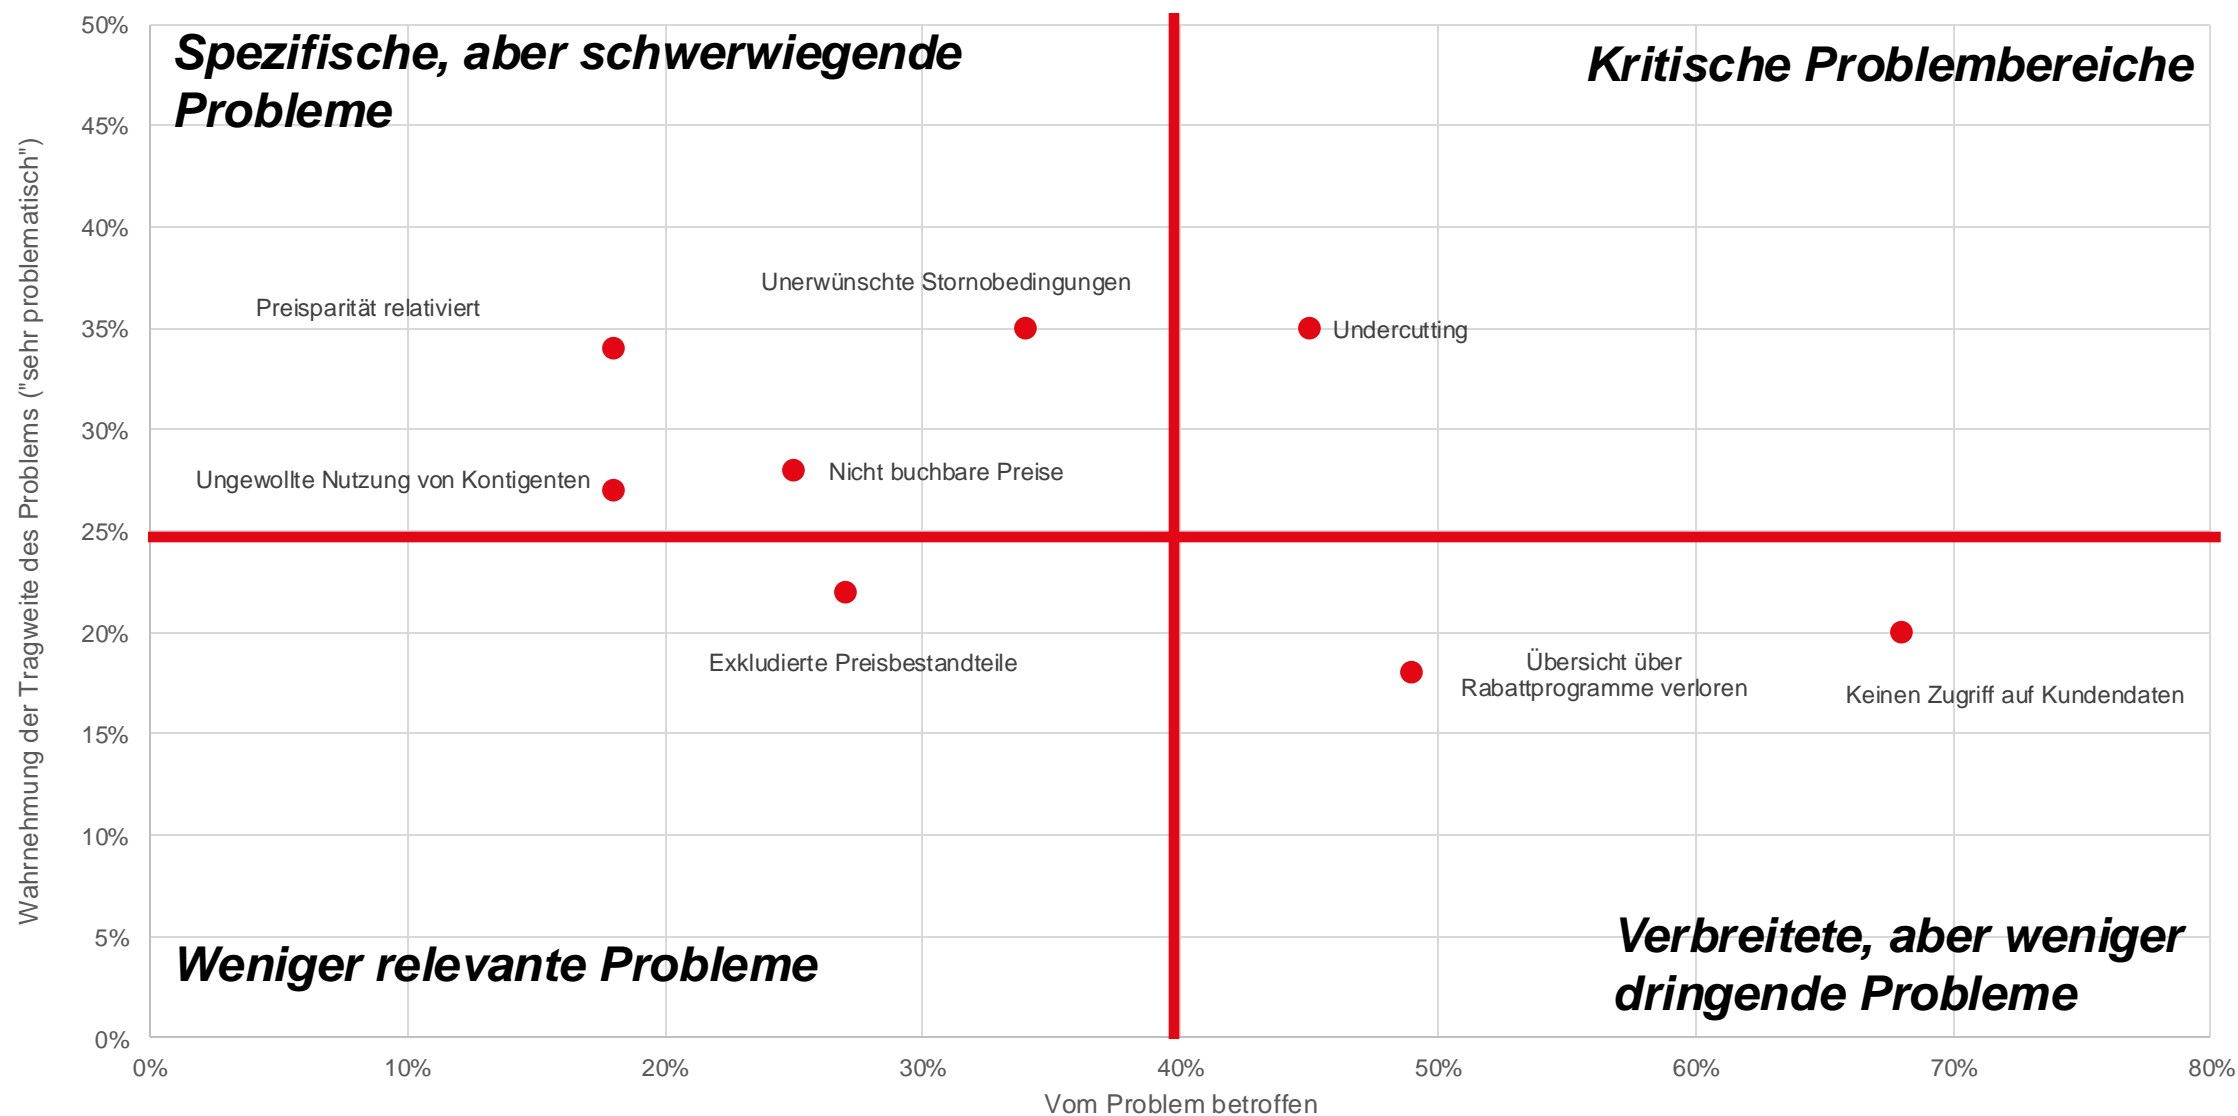 50%
Spezifische, aber schwerwiegende
Probleme
Kritische Problembereiche
45%
40%
35%
30%
25%
20%
15%
10%
5%
0%
Wahrnehmung der Tragweite des Problems ("sehr problematisch")
Unerwünschte Stornobedingungen
Preisparität relativiert
Undercutting
Ungewollte Nutzung von Kontigenten
Nicht buchbare Preise
Exkludierte Preisbestandteile
Übersicht über
Rabattprogramme verloren
Keinen Zugriff auf Kundendaten
Weniger relevante Probleme
Verbreitete, aber weniger
dringende Probleme
0% 10% 20% 30% 40% 50% 60% 70% 80%
Vom Problem betroffen